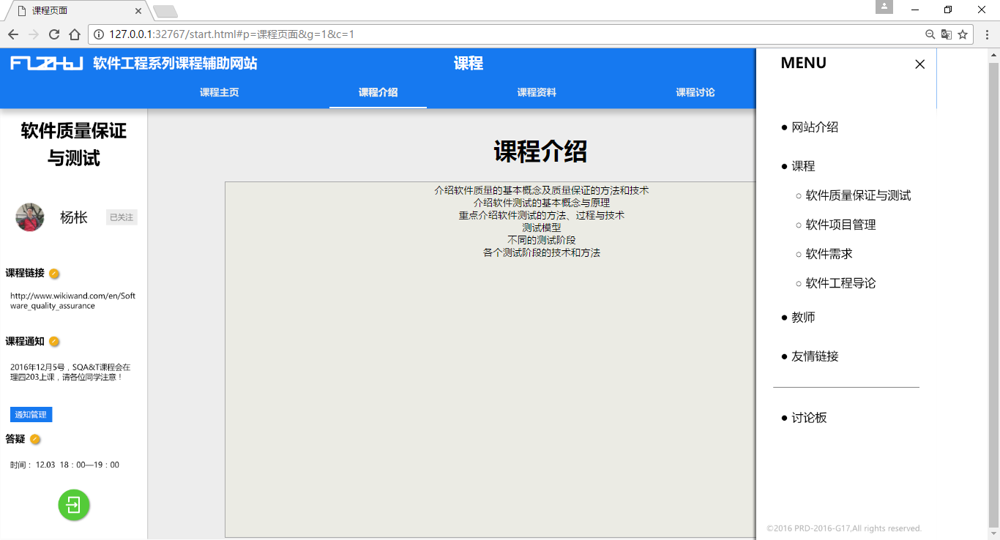 课程页面
127.0.0.1:32767/start.html#p=课程页面&g=1&c=1
软件工程系列课程辅助网站
课程
MENU
课程主页
课程介绍
课程资料
课程讨论
软件质量保证
与测试
杨枨
已关注
课程链接
http://www.wikiwand.com/en/Soft
ware_quality_assurance
课程通知
2016年12月5号，SQA&T课程会在
理四203上课，请各位同学注意！
通知管理
答疑
时间： 12.03 18：00—19：00
课程介绍
介绍软件质量的基本概念及质量保证的方法和技术
介绍软件测试的基本概念与原理
重点介绍软件测试的方法、过程与技术
测试模型
不同的测试阶段
各个测试阶段的技术和方法
网站介绍
课程
软件质量保证与测试
软件项目管理
软件需求
软件工程导论
教师
友情链接
讨论板
©2016 PRD-2016-G17,All rights reserved.